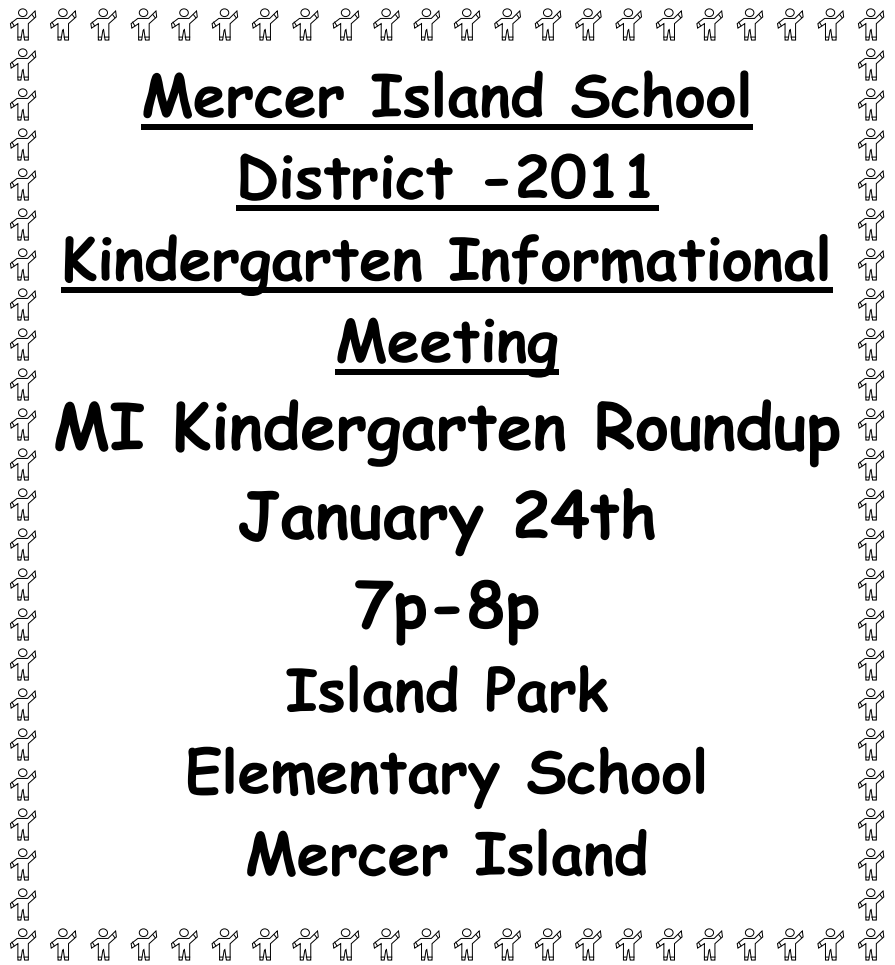 Mercer Island School
District -2011
Kindergarten Informational
Meeting
MI Kindergarten Roundup
January 24th
7p-8p
Island Park
Elementary School
Mercer Island